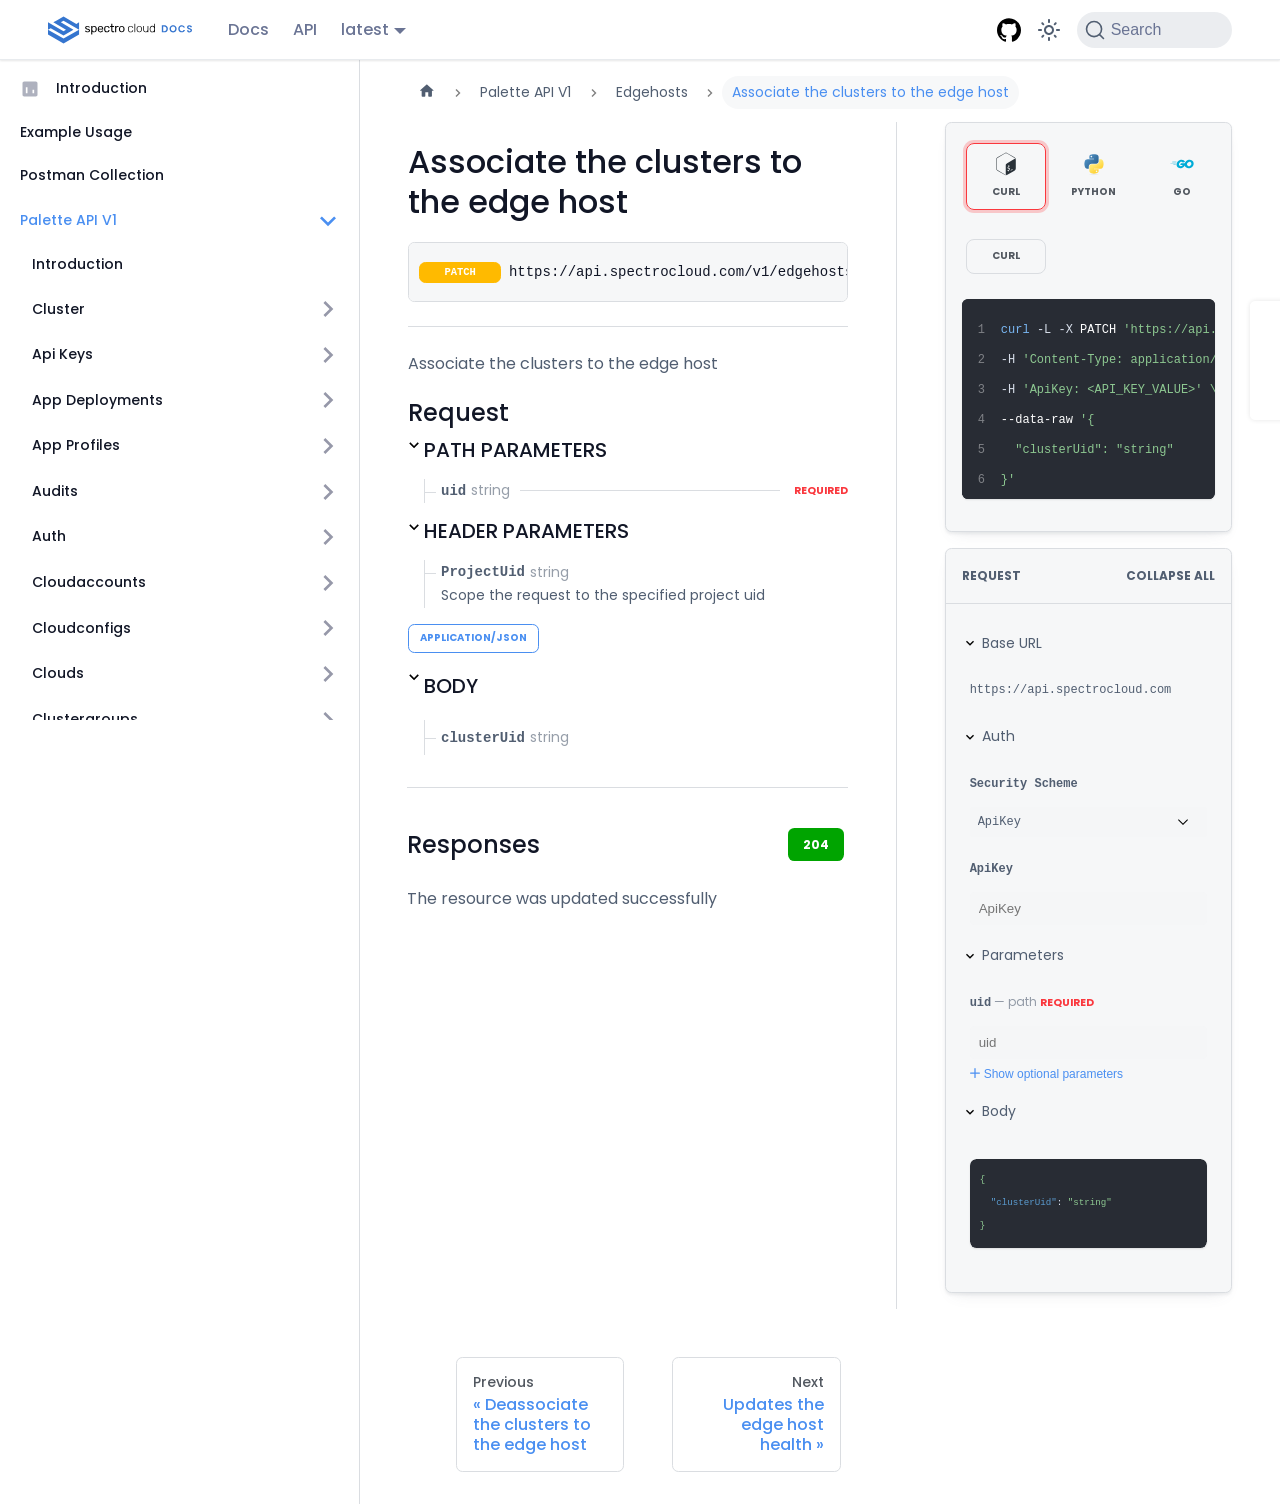 spectro cloud DOCS
Docs
API
latest
Search
Introduction
Example Usage
Postman Collection
Palette API V1
Introduction
Cluster
Api Keys
App Deployments
App Profiles
Audits
Auth
Cloudaccounts
Cloudconfigs
Clouds
Clustergroups
Palette API V1
Edgehosts
Associate the clusters to the edge host
Associate the clusters to
the edge host
PATCH https://api.spectrocloud.com/v1/edgehosts
Associate the clusters to the edge host
Request
PATH PARAMETERS
uid string REQUIRED
HEADER PARAMETERS
ProjectUid string
Scope the request to the specified project uid
APPLICATION/JSON
BODY
clusterUid string
Responses
204
The resource was updated successfully
CURL
PYTHON
GO
CURL
1 curl -L -X PATCH 'https://api.
2 -H 'Content-Type: application/
3 -H 'ApiKey: <API_KEY_VALUE>' \
4 --data-raw '{
5 "clusterUid": "string"
6 }'
REQUEST
COLLAPSE ALL
Base URL
https://api.spectrocloud.com
Auth
Security Scheme
ApiKey
ApiKey
ApiKey
Parameters
uid — path REQUIRED
uid
Show optional parameters
Body
{
"clusterUid": "string"
}
Previous
« Deassociate
the clusters to
the edge host
Next
Updates the
edge host
health »